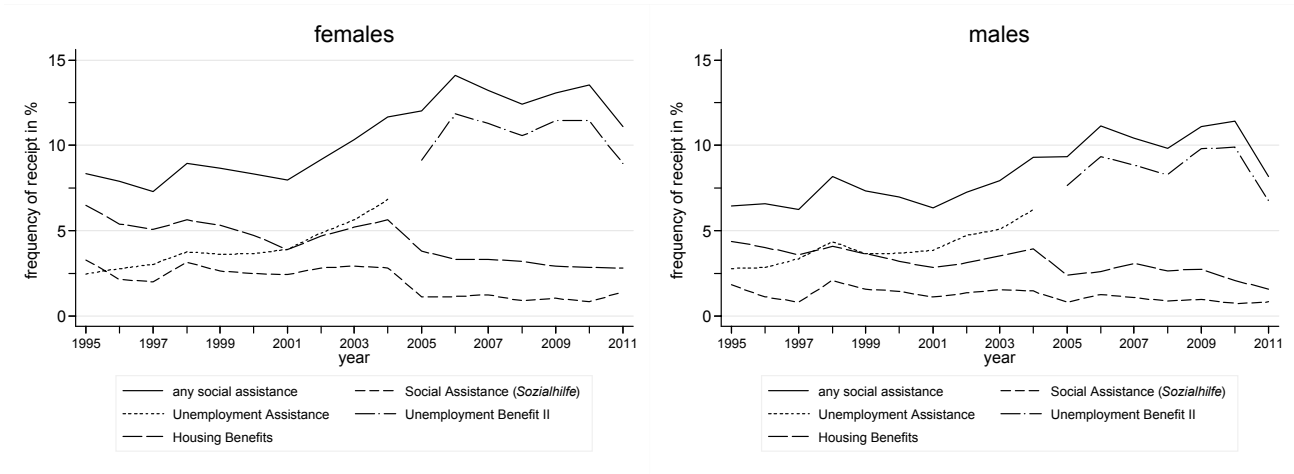 females
15
10
5
0
frequency of receipt in %
1995 1997 1999 2001 2003 2005 2007 2009 2011
year
any social assistance
Social Assistance (Sozialhilfe)
Unemployment Assistance
Unemployment Benefit II
Housing Benefits
males
15
10
5
0
frequency of receipt in %
1995 1997 1999 2001 2003 2005 2007 2009 2011
year
any social assistance
Social Assistance (Sozialhilfe)
Unemployment Assistance
Unemployment Benefit II
Housing Benefits